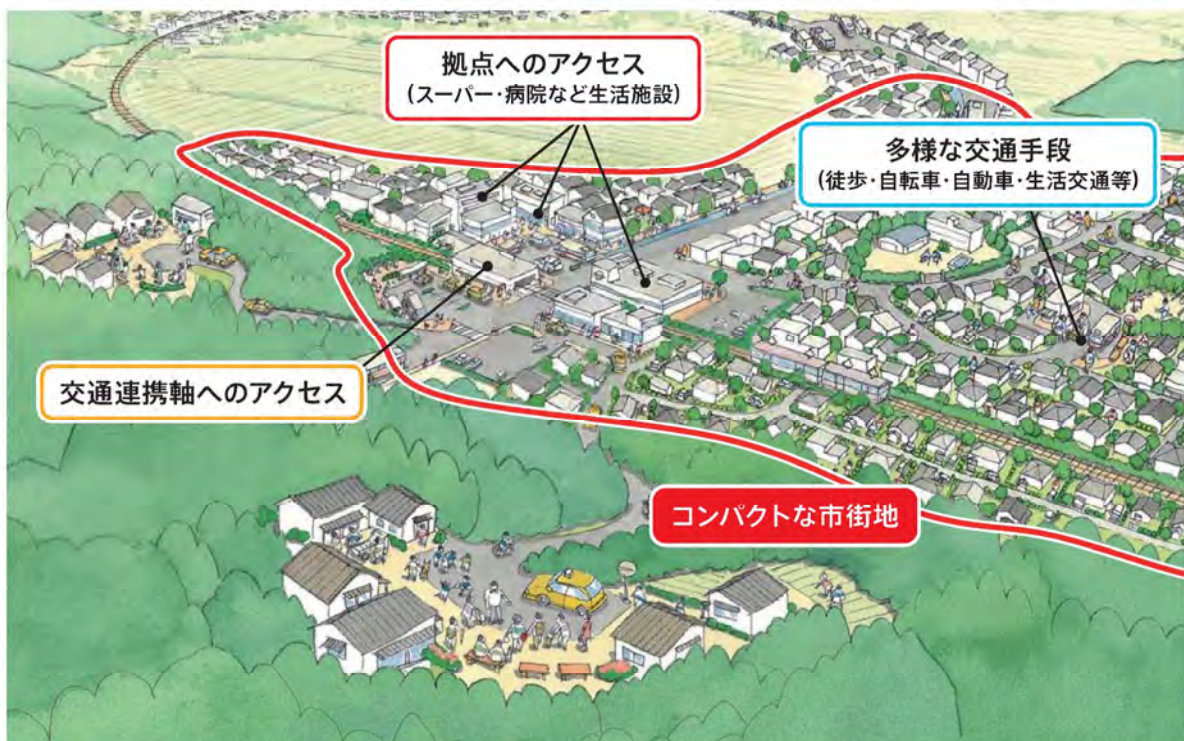 拠点へのアクセス
(スーパー・病院など生活施設)
多様な交通手段
(徒歩・自転車・自動車・生活交通等)
交通連携軸へのアクセス
コンパクトな市街地